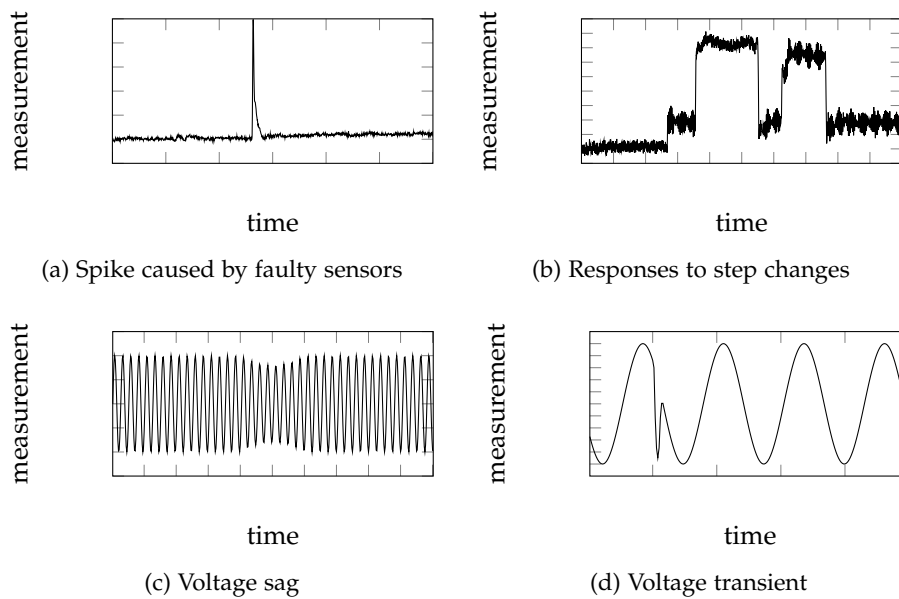 measurement
time
(a) Spike caused by faulty sensors
measurement
time
(b) Responses to step changes
measurement
time
(c) Voltage sag
measurement
time
(d) Voltage transient